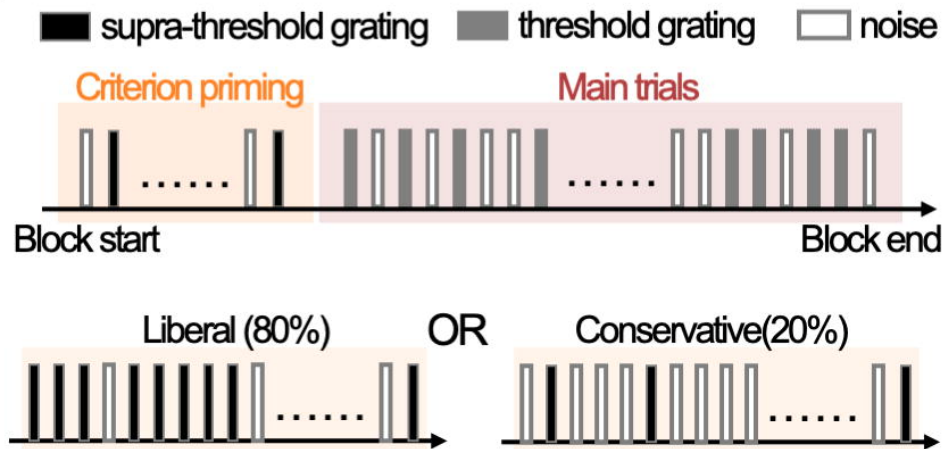 supra-threshold grating threshold grating noise
Criterion priming Main trials
......
......
Block start Block end
Liberal (80%) OR Conservative(20%)
......
......